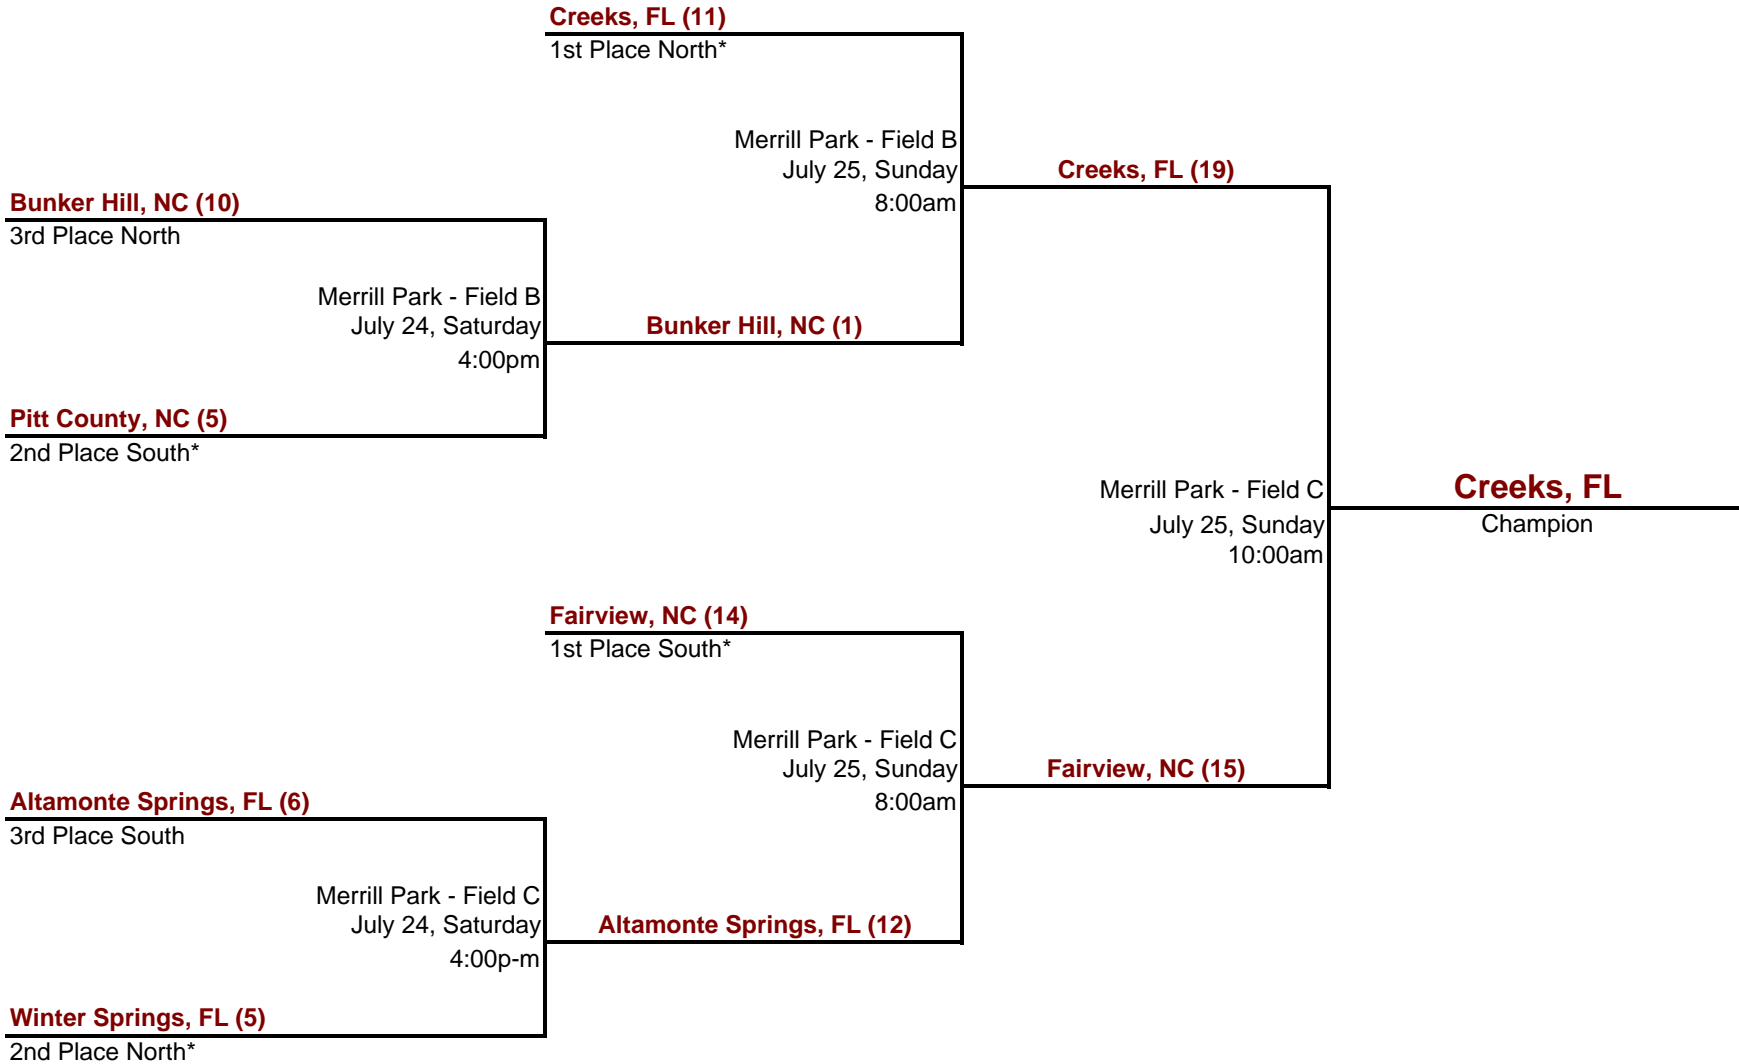 Creeks, FL (11)
1st Place North*
Merrill Park - Field B
July 25, Sunday
8:00am
Creeks, FL (19)
Bunker Hill, NC (10)
3rd Place North
Merrill Park - Field B
July 24, Saturday
4:00pm
Bunker Hill, NC (1)
Pitt County, NC (5)
2nd Place South*
Merrill Park - Field C
July 25, Sunday
10:00am
Creeks, FL
Champion
Fairview, NC (14)
1st Place South*
Merrill Park - Field C
July 25, Sunday
8:00am
Fairview, NC (15)
Altamonte Springs, FL (6)
3rd Place South
Merrill Park - Field C
July 24, Saturday
4:00p-m
Altamonte Springs, FL (12)
Winter Springs, FL (5)
2nd Place North*